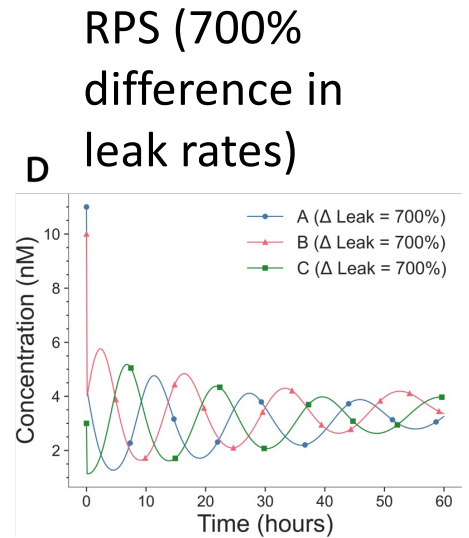 RPS (700%
difference in
leak rates)
D
A (Δ Leak = 700%)
B (Δ Leak = 700%)
C (Δ Leak = 700%)
Concentration (nM)
10
8
6
4
2
0 10 20 30 40 50 60
Time (hours)